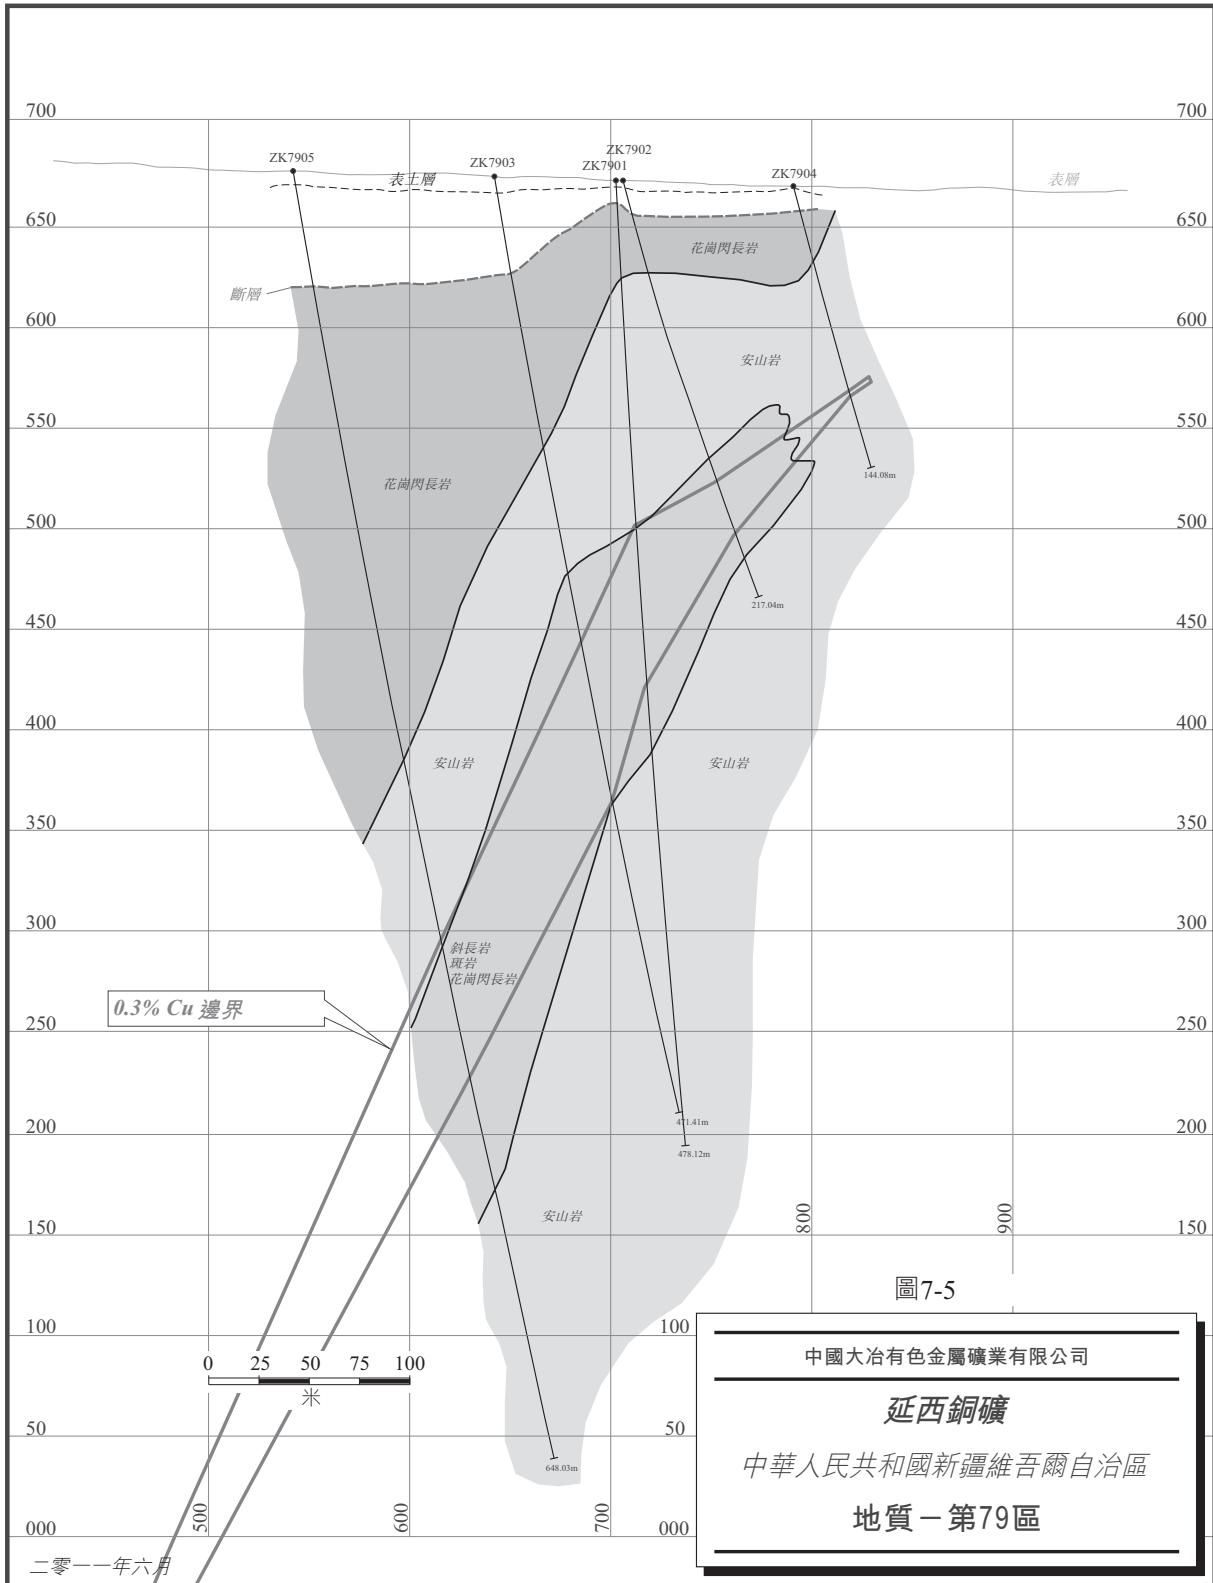 700
700
ZK7905
ZK7903
ZK7902
ZK7901
ZK7904
表土層
表層
650
650
花崗閃長岩
斷層
600
600
安山岩
550
550
144.08m
花崗閃長岩
500
500
217.04m
450
450
400
400
安山岩
安山岩
350
350
300
300
斜長岩
斑岩
花崗閃長岩
0.3% Cu 邊界
250
250
471.41m
200
200
478.12m
安山岩
800
900
150
150
圖7-5
100
100
0 25 50 75 100
米
中國大冶有色金屬礦業有限公司
延西銅礦
50
50
648.03m
中華人民共和國新疆維吾爾自治區
地質－第79區
500
600
700
000
000
二零一一年六月